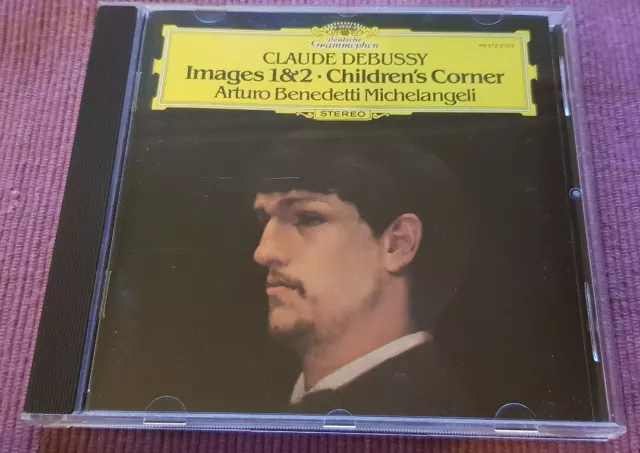 Deutsche
Grammophon
CLAUDE DEBUSSY
Images 1&2 · Children's Corner
Arturo Benedetti Michelangeli
STEREO